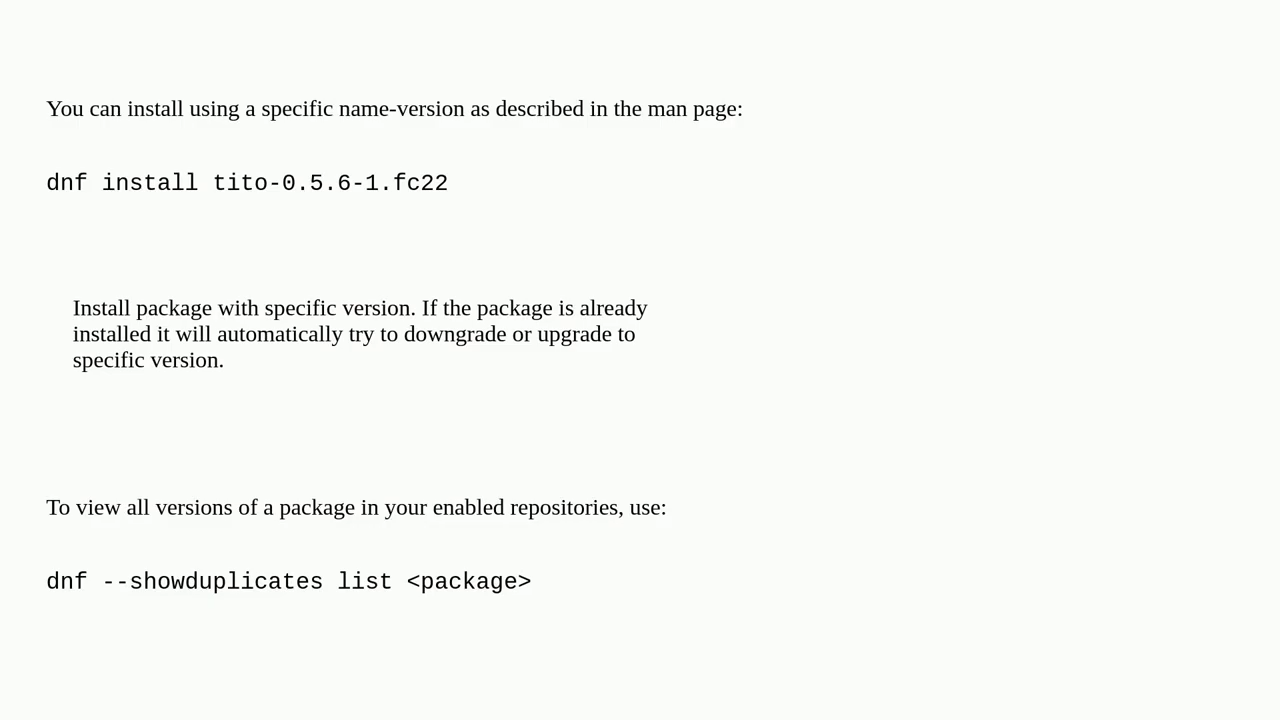 You can install using a specific name-version as described in the man page:
dnf install tito-0.5.6-1.fc22
Install package with specific version. If the package is already
installed it will automatically try to downgrade or upgrade to
specific version.
To view all versions of a package in your enabled repositories, use:
dnf --showduplicates list <package>